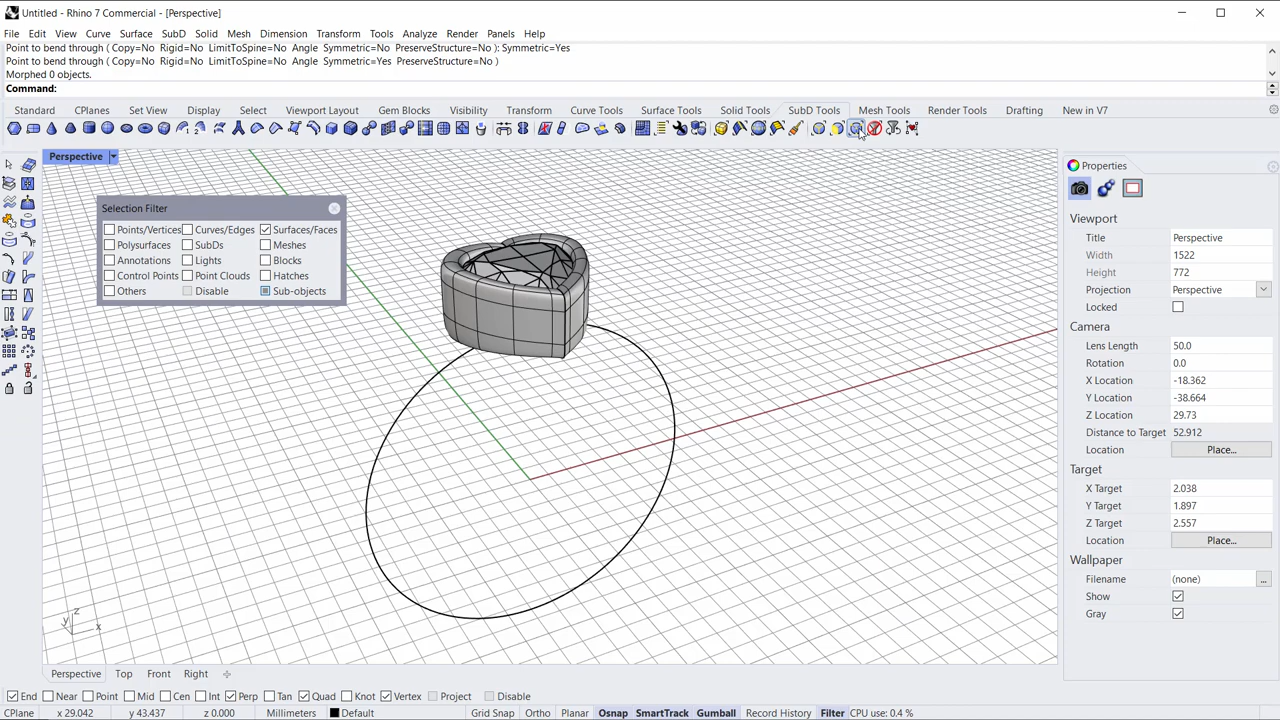 Untitled - Rhino 7 Commercial - [Perspective]
File Edit View Curve Surface SubD Solid Mesh Dimension Transform Tools Analyze Render Panels Help
Point to bend through ( Copy=No Rigid=No LimitToSpine=No Angle Symmetric=No PreserveStructure=No ): Symmetric=Yes
Point to bend through ( Copy=No Rigid=No LimitToSpine=No Angle Symmetric=Yes PreserveStructure=No )
Morphed 0 objects.
Command:
Standard CPlanes Set View Display Select Viewport Layout Gem Blocks Visibility Transform Curve Tools Surface Tools Solid Tools SubD Tools Mesh Tools Render Tools Drafting New in V7
Perspective
Selection Filter
Points/Vertices Curves/Edges Surfaces/Faces
Polysurfaces SubDs Meshes
Annotations Lights Blocks
Control Points Point Clouds Hatches
Others Disable Sub-objects
z
y
x
Properties
Viewport
Title Perspective
Width 1522
Height 772
Projection Perspective
Locked
Camera
Lens Length 50.0
Rotation 0.0
X Location -18.362
Y Location -38.664
Z Location 29.73
Distance to Target 52.912
Location Place...
Target
X Target 2.038
Y Target 1.897
Z Target 2.557
Location Place...
Wallpaper
Filename (none) ...
Show
Gray
Perspective Top Front Right
End Near Point Mid Cen Int Perp Tan Quad Knot Vertex Project Disable
CPlane x 29.042 y 43.437 z 0.000 Millimeters Default Grid Snap Ortho Planar Osnap SmartTrack Gumball Record History Filter CPU use: 0.4 %